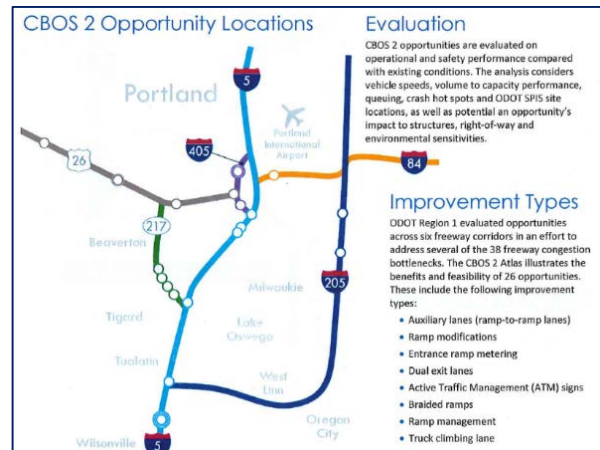 CBOS 2 Opportunity Locations
5
Portland
Portland
International
Airport
405
26
84
217
Beaverton
Milwaukie
205
Tigard
Lake
Oswego
Tualatin
West
Linn
Oregon
City
Wilsonville
5
Evaluation
CBOS 2 opportunities are evaluated on
operational and safety performance compared
with existing conditions. The analysis considers
vehicle speeds, volume to capacity performance,
queuing, crash hot spots and ODOT SPIS site
locations, as well as potential an opportunity's
impact to structures, right-of-way and
environmental sensitivities.
Improvement Types
ODOT Region 1 evaluated opportunities
across six freeway corridors in an effort to
address several of the 38 freeway congestion
bottlenecks. The CBOS 2 Atlas illustrates the
benefits and feasibility of 26 opportunities.
These include the following improvement
types:
• Auxiliary lanes (ramp-to-ramp lanes)
• Ramp modifications
• Entrance ramp metering
• Dual exit lanes
• Active Traffic Management (ATM) signs
• Braided ramps
• Ramp management
• Truck climbing lane